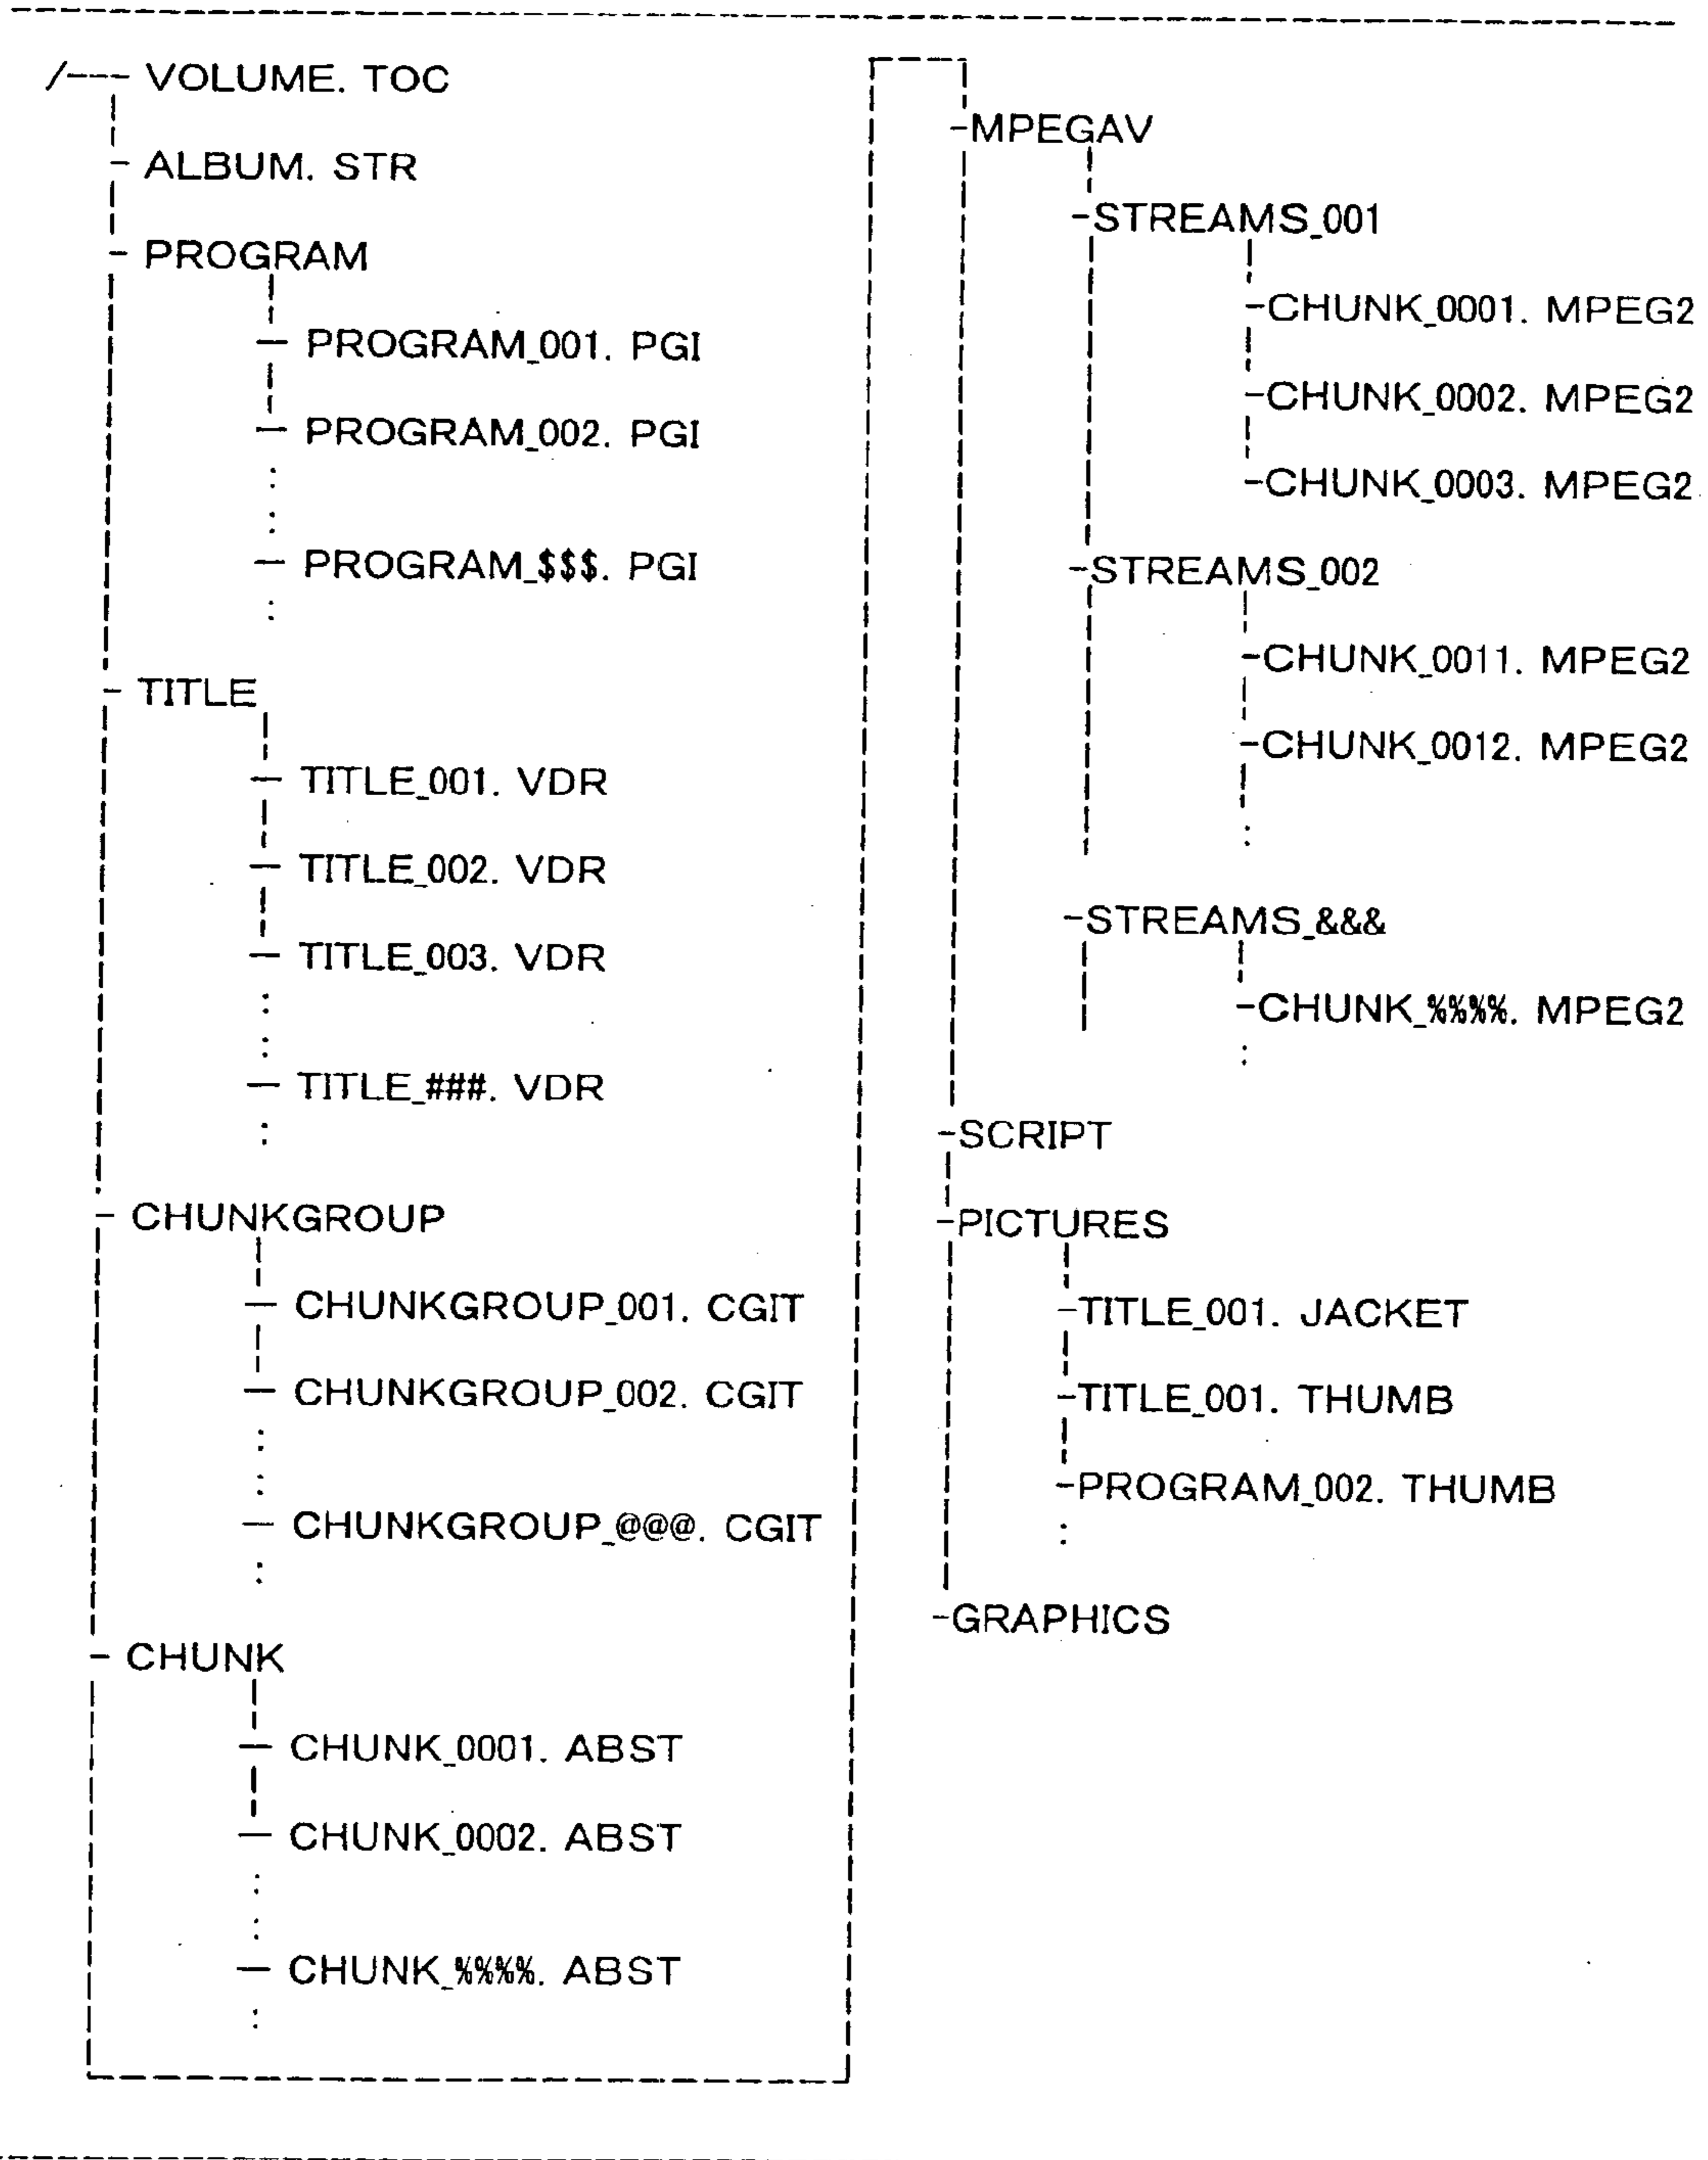 /--- VOLUME. TOC
- ALBUM. STR
- PROGRAM
- PROGRAM_001. PGI
- PROGRAM_002. PGI
:
:
- PROGRAM_$$$. PGI
:
- TITLE
- TITLE_001. VDR
- TITLE_002. VDR
- TITLE_003. VDR
:
:
- TITLE_###. VDR
:
- CHUNKGROUP
- CHUNKGROUP_001. CGIT
- CHUNKGROUP_002. CGIT
:
:
- CHUNKGROUP_@@@. CGIT
:
- CHUNK
- CHUNK_0001. ABST
- CHUNK_0002. ABST
:
:
- CHUNK_%%%%. ABST
:
-MPEGAV
-STREAMS_001
-CHUNK_0001. MPEG2
-CHUNK_0002. MPEG2
-CHUNK_0003. MPEG2
-STREAMS_002
-CHUNK_0011. MPEG2
-CHUNK_0012. MPEG2
:
-STREAMS_&&&
-CHUNK_%%%%. MPEG2
:
-SCRIPT
-PICTURES
-TITLE_001. JACKET
-TITLE_001. THUMB
-PROGRAM_002. THUMB
:
-GRAPHICS